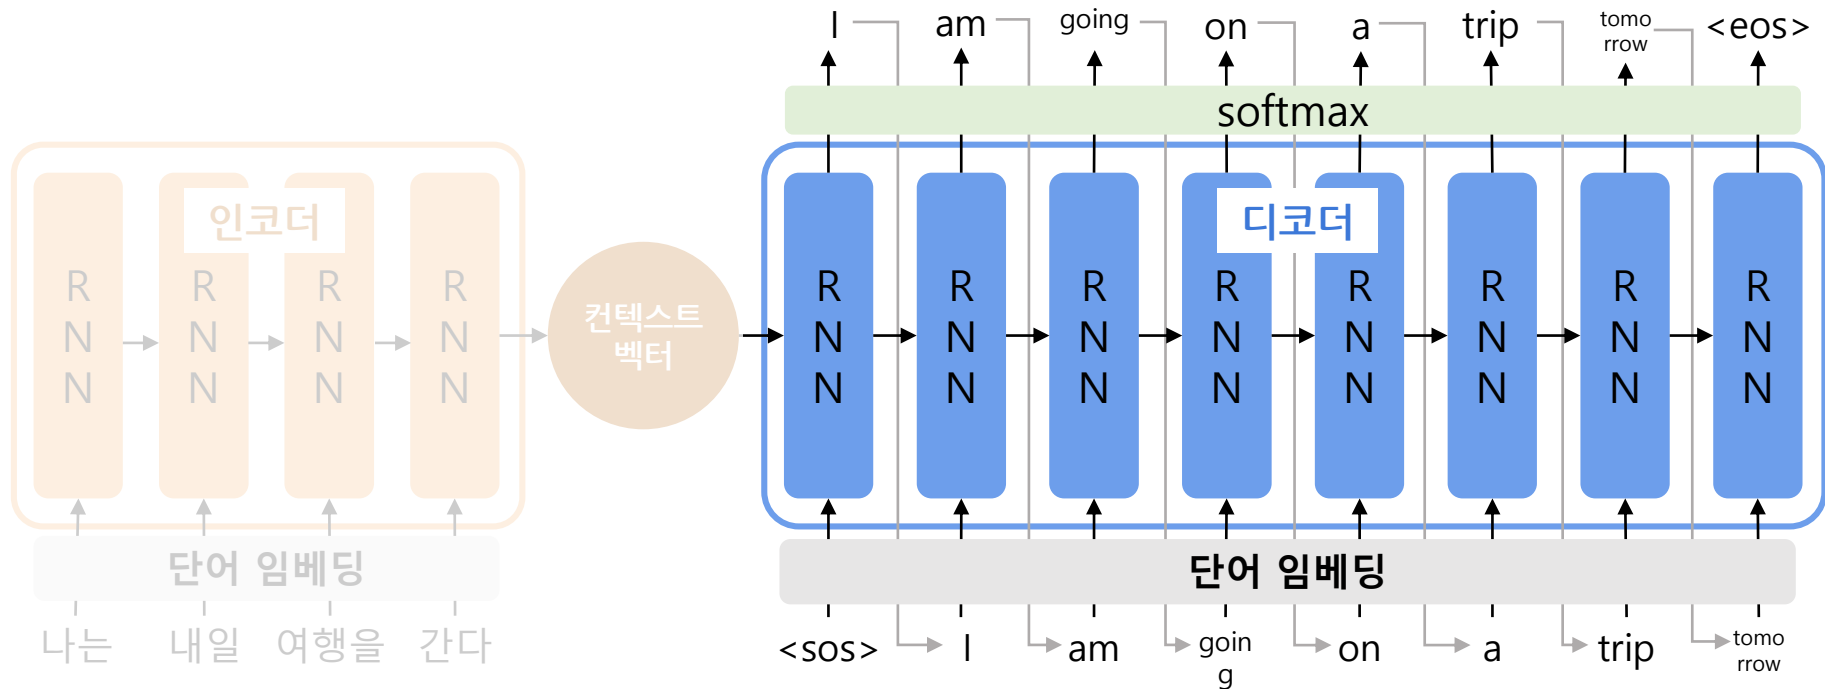 I am going on a trip tomo
rrow <eos>
softmax
인코더
디코더
R R R R
N N N N
N N N N
컨텍스트
벡터
R R R R R R R R
N N N N N N N N
N N N N N N N N
단어 임베딩
단어 임베딩
나는 내일 여행을 간다
<sos> I am goin
g on a trip tomo
rrow